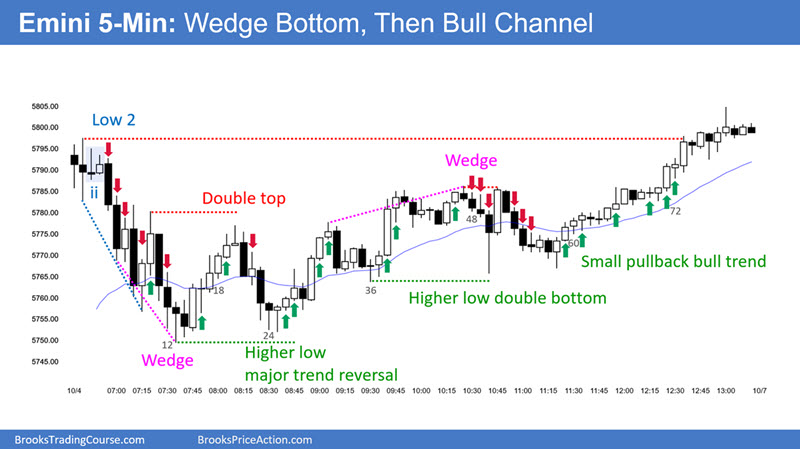 Emini 5-Min: Wedge Bottom, Then Bull Channel
5805.00
5800.00
5795.00
5790.00
5785.00
5780.00
5775.00
5770.00
5765.00
5760.00
5755.00
5750.00
5745.00
Low 2
ii
Double top
Wedge
Wedge
48
72
60
Small pullback bull trend
18
36
Higher low double bottom
12
24
Wedge
Higher low
major trend reversal
10/4 07:00 07:15 07:30 07:45 08:00 08:15 08:30 08:45 09:00 09:15 09:30 09:45 10:00 10:15 10:30 10:45 11:00 11:15 11:30 11:45 12:00 12:15 12:30 12:45 13:00 10/7
BrooksTradingCourse.com BrooksPriceAction.com